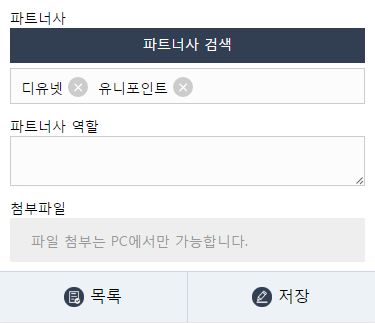 파트너사
파트너사 검색
디유넷 유니포인트
파트너사 역할
첨부파일
파일 첨부는 PC에서만 가능합니다.
목록 저장